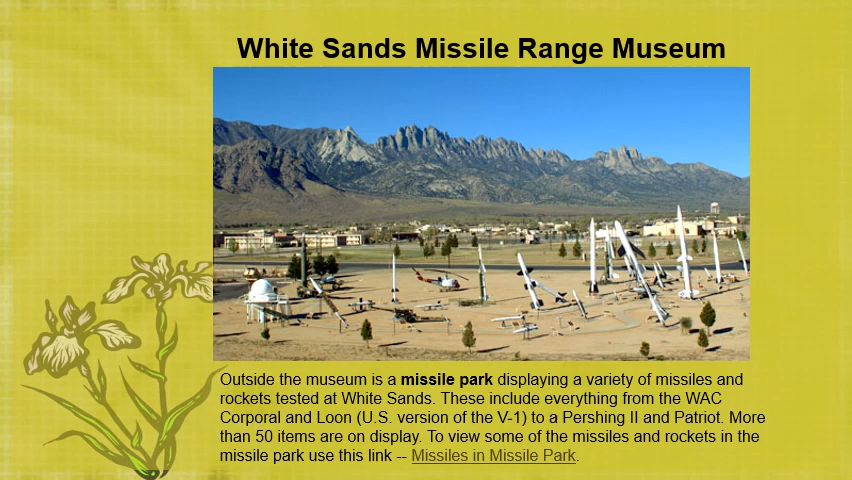 White Sands Missile Range Museum
Outside the museum is a missile park displaying a variety of missiles and
rockets tested at White Sands. These include everything from the WAC
Corporal and Loon (U.S. version of the V-1) to a Pershing II and Patriot. More
than 50 items are on display. To view some of the missiles and rockets in the
missile park use this link -- Missiles in Missile Park.